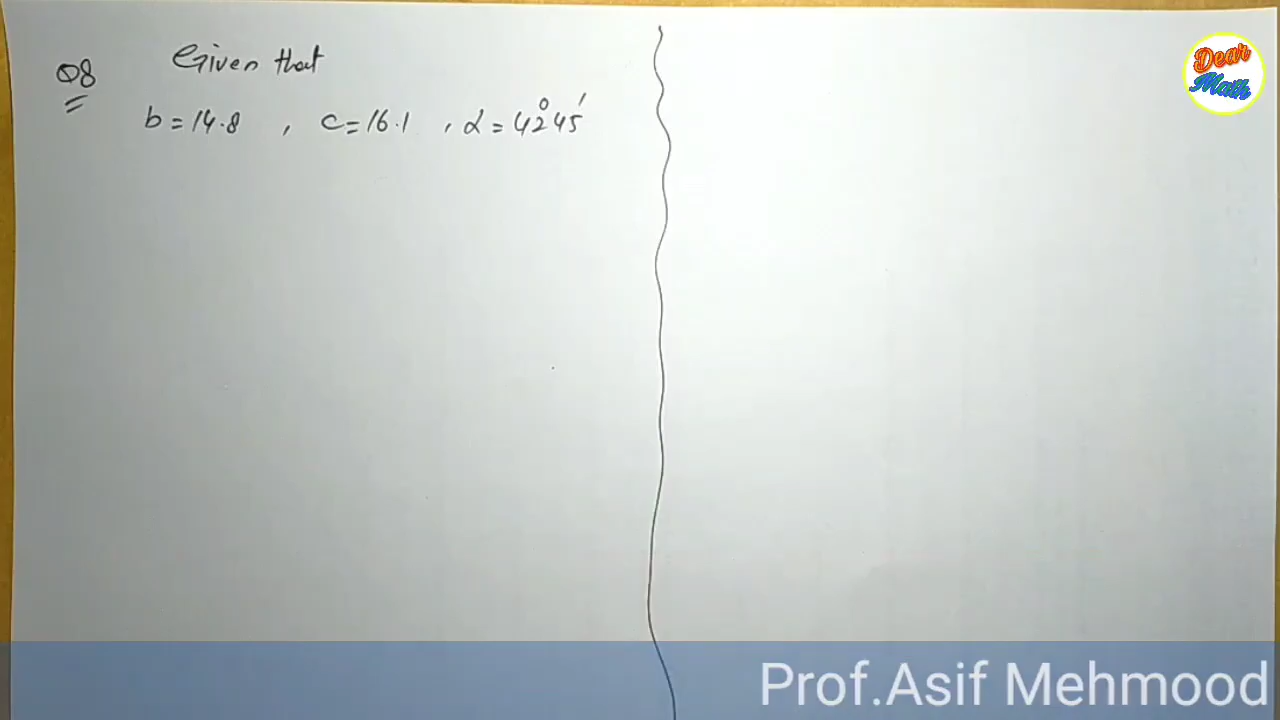 Q8 Given that
b = 14.8 , c = 16.1 , α = 42° 45′
Dear
Math
Prof.Asif Mehmood